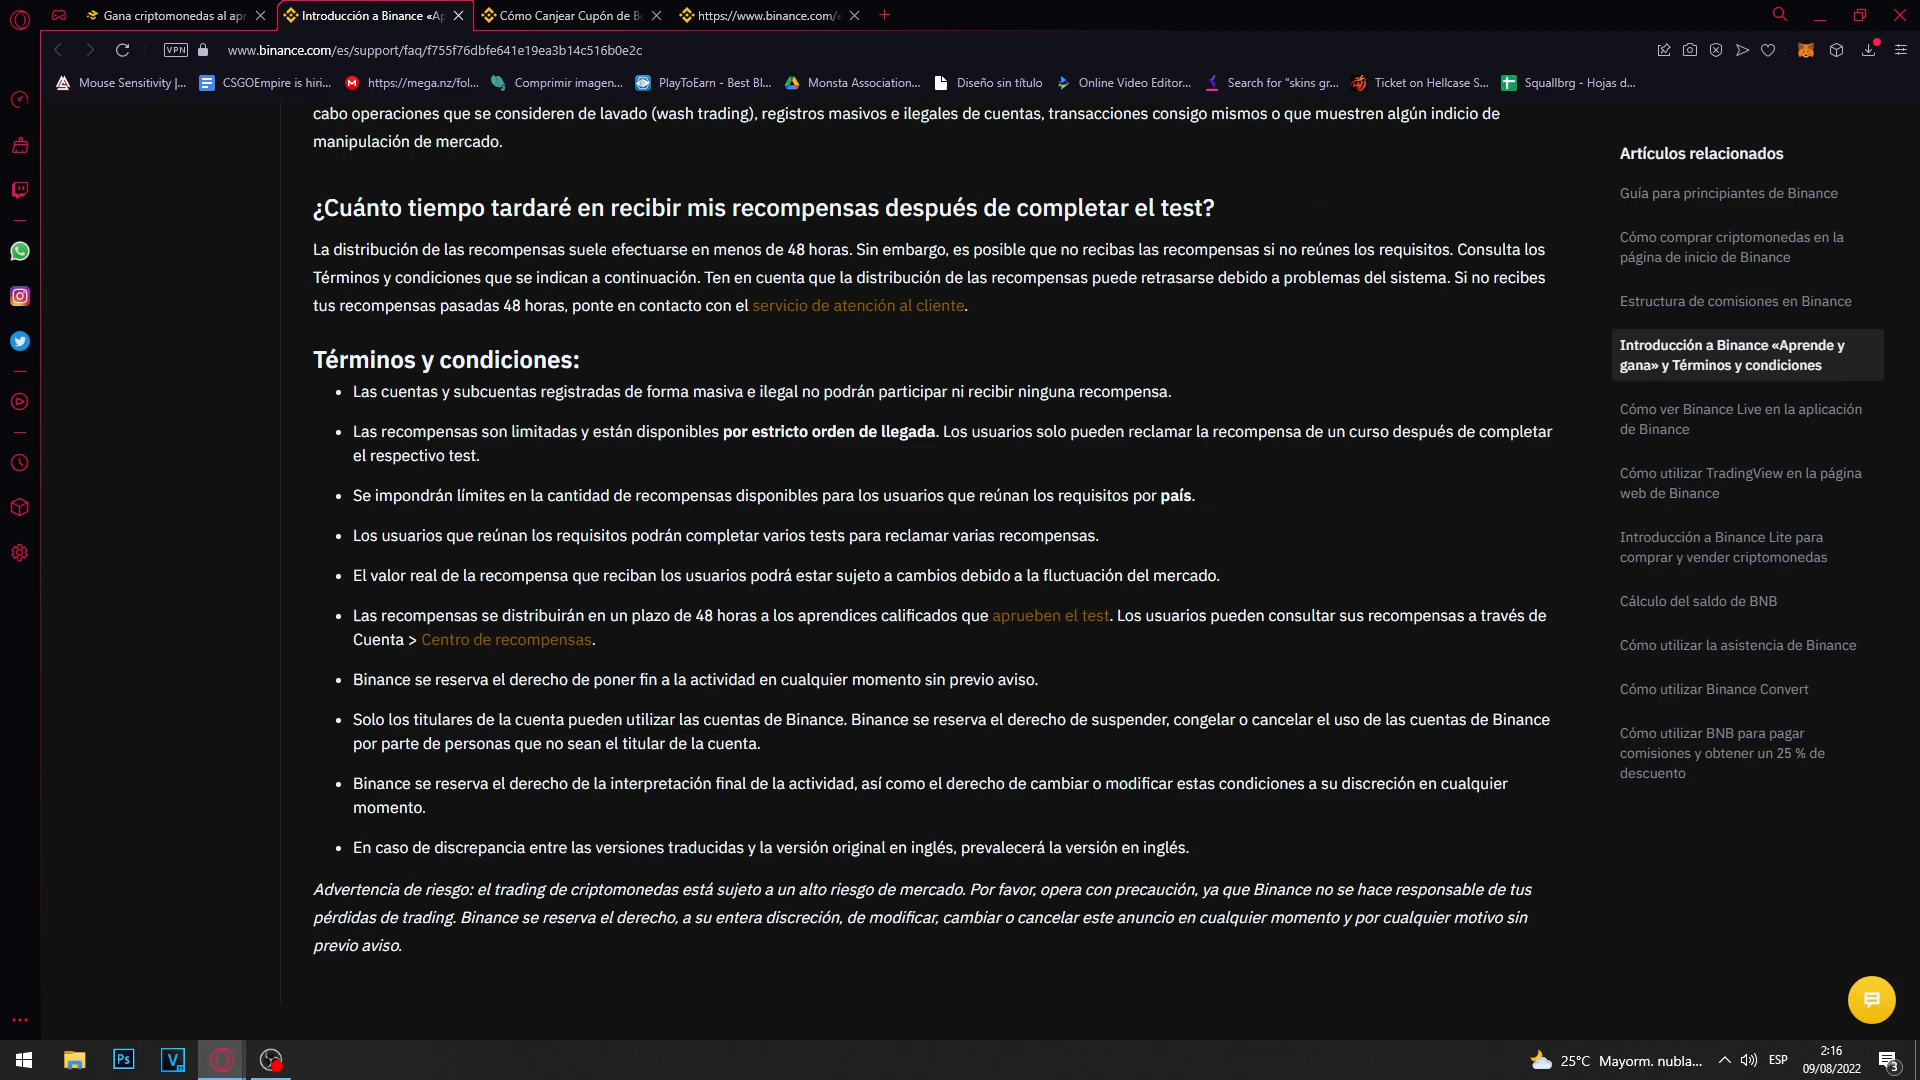 Gana criptomonedas al apr
Introducción a Binance «Ap
Cómo Canjear Cupón de B
https://www.binance.com/e
VPN
www.binance.com/es/support/faq/f755f76dbfe641e19ea3b14c516b0e2c
Mouse Sensitivity |...
CSGOEmpire is hiri...
https://mega.nz/fol...
Comprimir imagen...
PlayToEarn - Best Bl...
Monsta Association...
Diseño sin título
Online Video Editor...
Search for "skins gr...
Ticket on Hellcase S...
Squallbrg - Hojas d...
cabo operaciones que se consideren de lavado (wash trading), registros masivos e ilegales de cuentas, transacciones consigo mismos o que muestren algún indicio de
manipulación de mercado.
¿Cuánto tiempo tardaré en recibir mis recompensas después de completar el test?
La distribución de las recompensas suele efectuarse en menos de 48 horas. Sin embargo, es posible que no recibas las recompensas si no reúnes los requisitos. Consulta los
Términos y condiciones que se indican a continuación. Ten en cuenta que la distribución de las recompensas puede retrasarse debido a problemas del sistema. Si no recibes
tus recompensas pasadas 48 horas, ponte en contacto con el servicio de atención al cliente.
Términos y condiciones:
• Las cuentas y subcuentas registradas de forma masiva e ilegal no podrán participar ni recibir ninguna recompensa.
• Las recompensas son limitadas y están disponibles por estricto orden de llegada. Los usuarios solo pueden reclamar la recompensa de un curso después de completar
el respectivo test.
• Se impondrán límites en la cantidad de recompensas disponibles para los usuarios que reúnan los requisitos por país.
• Los usuarios que reúnan los requisitos podrán completar varios tests para reclamar varias recompensas.
• El valor real de la recompensa que reciban los usuarios podrá estar sujeto a cambios debido a la fluctuación del mercado.
• Las recompensas se distribuirán en un plazo de 48 horas a los aprendices calificados que aprueben el test. Los usuarios pueden consultar sus recompensas a través de
Cuenta > Centro de recompensas.
• Binance se reserva el derecho de poner fin a la actividad en cualquier momento sin previo aviso.
• Solo los titulares de la cuenta pueden utilizar las cuentas de Binance. Binance se reserva el derecho de suspender, congelar o cancelar el uso de las cuentas de Binance
por parte de personas que no sean el titular de la cuenta.
• Binance se reserva el derecho de la interpretación final de la actividad, así como el derecho de cambiar o modificar estas condiciones a su discreción en cualquier
momento.
• En caso de discrepancia entre las versiones traducidas y la versión original en inglés, prevalecerá la versión en inglés.
Advertencia de riesgo: el trading de criptomonedas está sujeto a un alto riesgo de mercado. Por favor, opera con precaución, ya que Binance no se hace responsable de tus
pérdidas de trading. Binance se reserva el derecho, a su entera discreción, de modificar, cambiar o cancelar este anuncio en cualquier momento y por cualquier motivo sin
previo aviso.
Artículos relacionados
Guía para principiantes de Binance
Cómo comprar criptomonedas en la
página de inicio de Binance
Estructura de comisiones en Binance
Introducción a Binance «Aprende y
gana» y Términos y condiciones
Cómo ver Binance Live en la aplicación
de Binance
Cómo utilizar TradingView en la página
web de Binance
Introducción a Binance Lite para
comprar y vender criptomonedas
Cálculo del saldo de BNB
Cómo utilizar la asistencia de Binance
Cómo utilizar Binance Convert
Cómo utilizar BNB para pagar
comisiones y obtener un 25 % de
descuento
Ps
V
25°C Mayorm. nubla...
ESP
2:16
09/08/2022
3